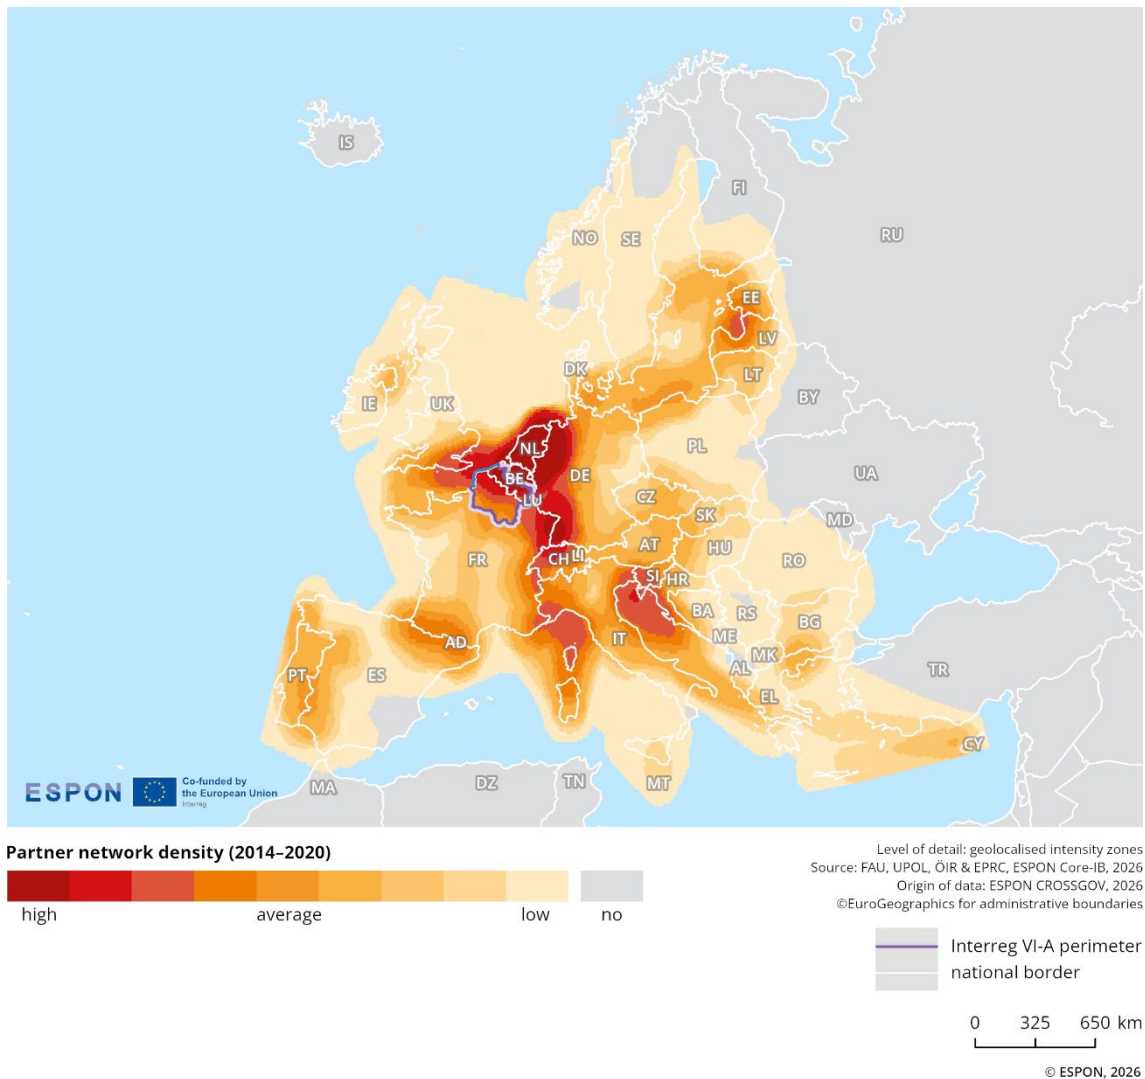 IS
FI
NO
SE
RU
EE
LV
DK
LT
BY
IE
UK
NL
PL
BE
DE
UA
LU
CZ
SK
MD
AT
HU
FR
CH
LI
RO
SI
HR
BA
RS
BG
IT
ME
AD
MK
AL
PT
ES
TR
EL
CY
MT
MA
DZ
TN
ESPON
Co-funded by
the European Union
Interreg
Partner network density (2014–2020)
high
average
low
no
Level of detail: geolocalised intensity zones
Source: FAU, UPOL, ÖIR & EPRC, ESPON Core-IB, 2026
Origin of data: ESPON CROSSGOV, 2026
©EuroGeographics for administrative boundaries
Interreg VI-A perimeter
national border
0 325 650 km
© ESPON, 2026